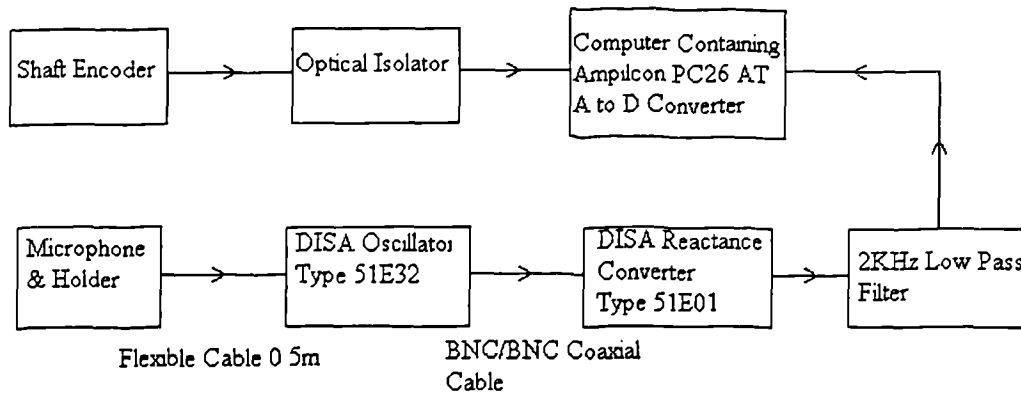 Shaft Encoder
Optical Isolator
Computer Containing
Ampilcon PC26 AT
A to D Converter
Microphone
& Holder
DISA Oscillator
Type 51E32
DISA Reactance
Converter
Type 51E01
2KHz Low Pass
Filter
Flexible Cable 0 5m
BNC/BNC Coaxial
Cable